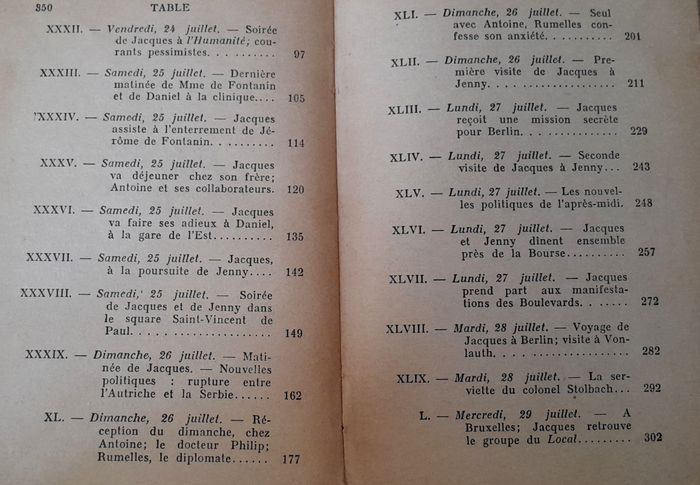 350 TABLE
XXXII. — Vendredi, 24 juillet. — Soirée
de Jacques à l'Humanité; cou-
rants pessimistes. . . . . . . . . . 97
XXXIII. — Samedi, 25 juillet. — Dernière
matinée de Mme de Fontanin
et de Daniel à la clinique.... 105
XXXIV. — Samedi, 25 juillet. — Jacques
assiste à l'enterrement de Jé-
rôme de Fontanin. . . . . . . . . . 114
XXXV. — Samedi, 25 juillet. — Jacques
va déjeuner chez son frère;
Antoine et ses collaborateurs. 120
XXXVI. — Samedi, 25 juillet. — Jacques
va faire ses adieux à Daniel,
à la gare de l'Est.......... 135
XXXVII. — Samedi, 25 juillet. — Jacques,
à la poursuite de Jenny.... 142
XXXVIII. — Samedi, 25 juillet. — Soirée
de Jacques et de Jenny dans
le square Saint-Vincent de
Paul. . . . . . . . . . . . . . . . . . . . . 149
XXXIX. — Dimanche, 26 juillet. — Mati-
née de Jacques. — Nouvelles
politiques : rupture entre
l'Autriche et la Serbie...... 162
XL. — Dimanche, 26 juillet. — Ré-
ception du dimanche, chez
Antoine; le docteur Philip;
Rumelles, le diplomate...... 177
XLI. — Dimanche, 26 juillet. — Seul
avec Antoine, Rumelles con-
fesse son anxiété. . . . . . . . . . . 201
XLII. — Dimanche, 26 juillet. — Pre-
mière visite de Jacques à
Jenny. . . . . . . . . . . . . . . . . . . . 211
XLIII. — Lundi, 27 juillet. — Jacques
reçoit une mission secrète
pour Berlin. . . . . . . . . . . . . . . 229
XLIV. — Lundi, 27 juillet. — Seconde
visite de Jacques à Jenny... 243
XLV. — Lundi, 27 juillet. — Les nouvel-
les politiques de l'après-midi. 248
XLVI. — Lundi, 27 juillet. — Jacques
et Jenny dînent ensemble
près de la Bourse.......... 257
XLVII. — Lundi, 27 juillet. — Jacques
prend part aux manifesta-
tions des Boulevards. . . . . . . 272
XLVIII. — Mardi, 28 juillet. — Voyage de
Jacques à Berlin; visite à Von-
lauth. . . . . . . . . . . . . . . . . . . . 282
XLIX. — Mardi, 28 juillet. — La ser-
viette du colonel Stolbach... 292
L. — Mercredi, 29 juillet. — A
Bruxelles; Jacques retrouve
le groupe du Local......... 302